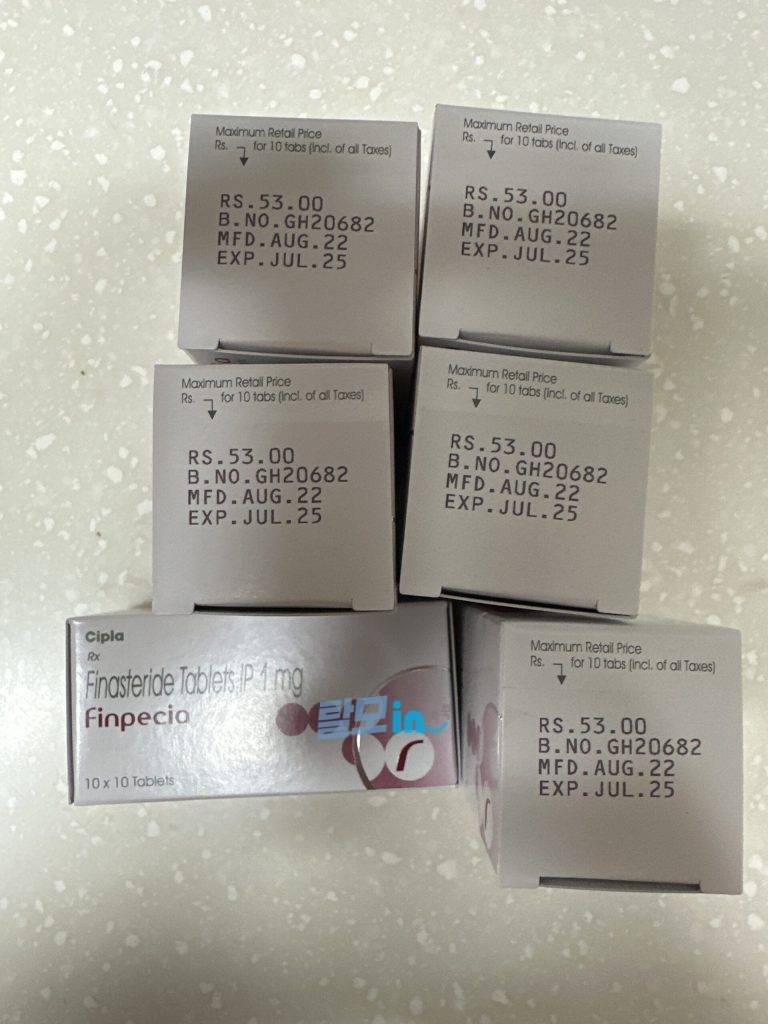 Maximum Retail Price
Rs. for 10 tabs (Incl. of all Taxes)
RS.53.00
B.NO.GH20682
MFD.AUG.22
EXP.JUL.25
Maximum Retail Price
Rs. for 10 tabs (Incl. of all Taxes)
RS.53.00
B.NO.GH20682
MFD.AUG.22
EXP.JUL.25
Maximum Retail Price
Rs. for 10 tabs (Incl. of all Taxes)
RS.53.00
B.NO.GH20682
MFD.AUG.22
EXP.JUL.25
Maximum Retail Price
Rs. for 10 tabs (Incl. of all Taxes)
RS.53.00
B.NO.GH20682
MFD.AUG.22
EXP.JUL.25
Cipla
Rx
Finasteride Tablets IP 1 mg
Finpecia
10 x 10 Tablets
탈모in
Maximum Retail Price
Rs. for 10 tabs (Incl. of all Taxes)
RS.53.00
B.NO.GH20682
MFD.AUG.22
EXP.JUL.25